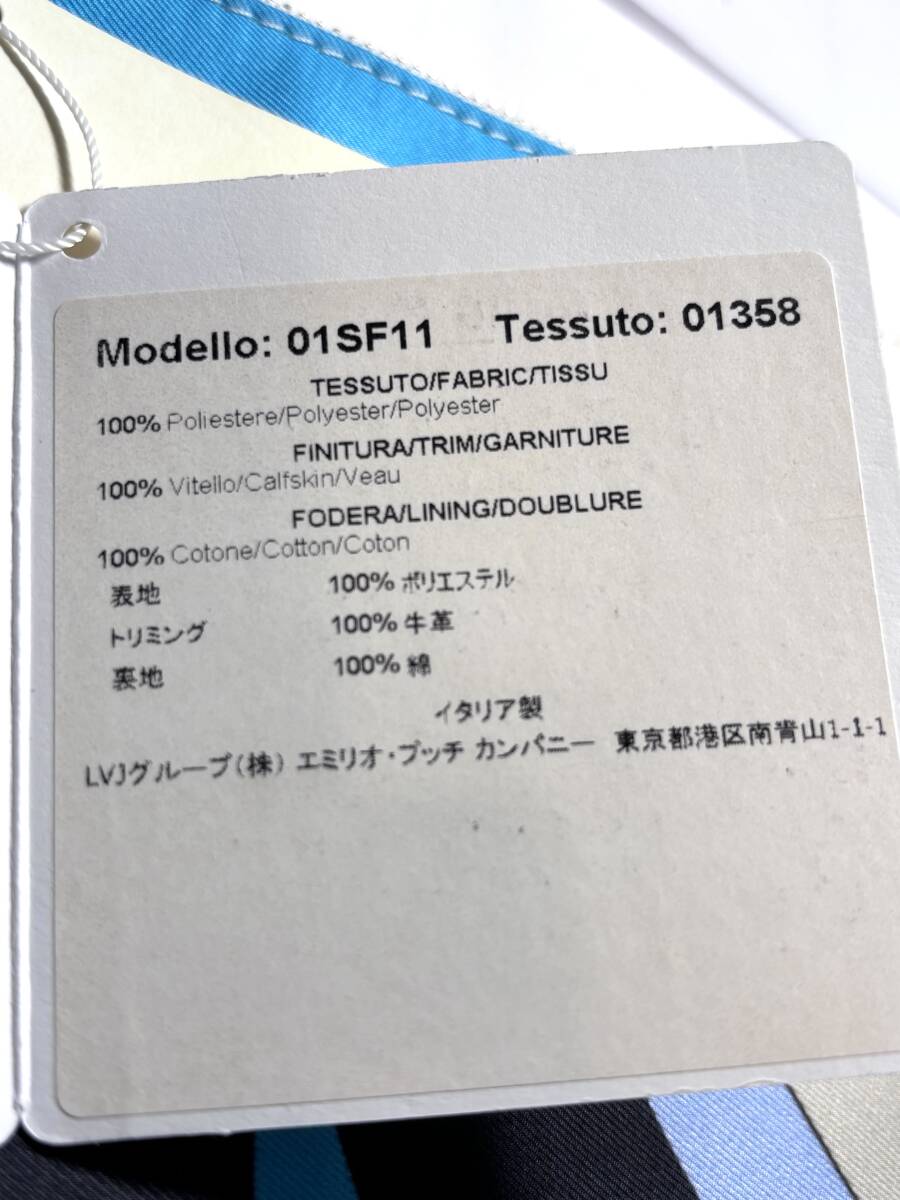 Modello: 01SF11 Tessuto: 01358
TESSUTO/FABRIC/TISSU
100% Poliestere/Polyester/Polyester
FINITURA/TRIM/GARNITURE
100% Vitello/Calfskin/Veau
FODERA/LINING/DOUBLURE
100% Cotone/Cotton/Coton
表地 100% ポリエステル
トリミング 100% 牛革
裏地 100% 綿
イタリア製
LVJグループ(株) エミリオ・プッチ カンパニー 東京都港区南青山1-1-1